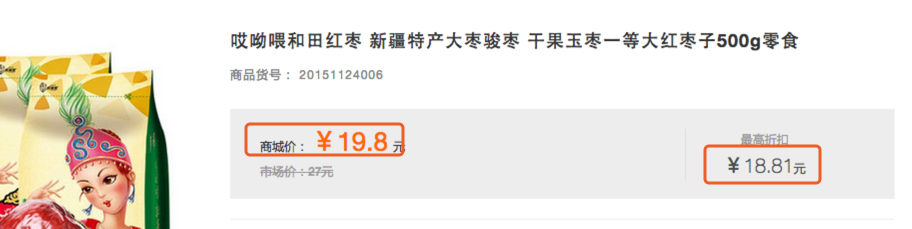 哎呦喂和田红枣 新疆特产大枣骏枣 干果玉枣一等大红枣子500g零食
商品货号： 20151124006
商城价： ￥19.8 元
最高折扣
￥18.81元
市场价：27元